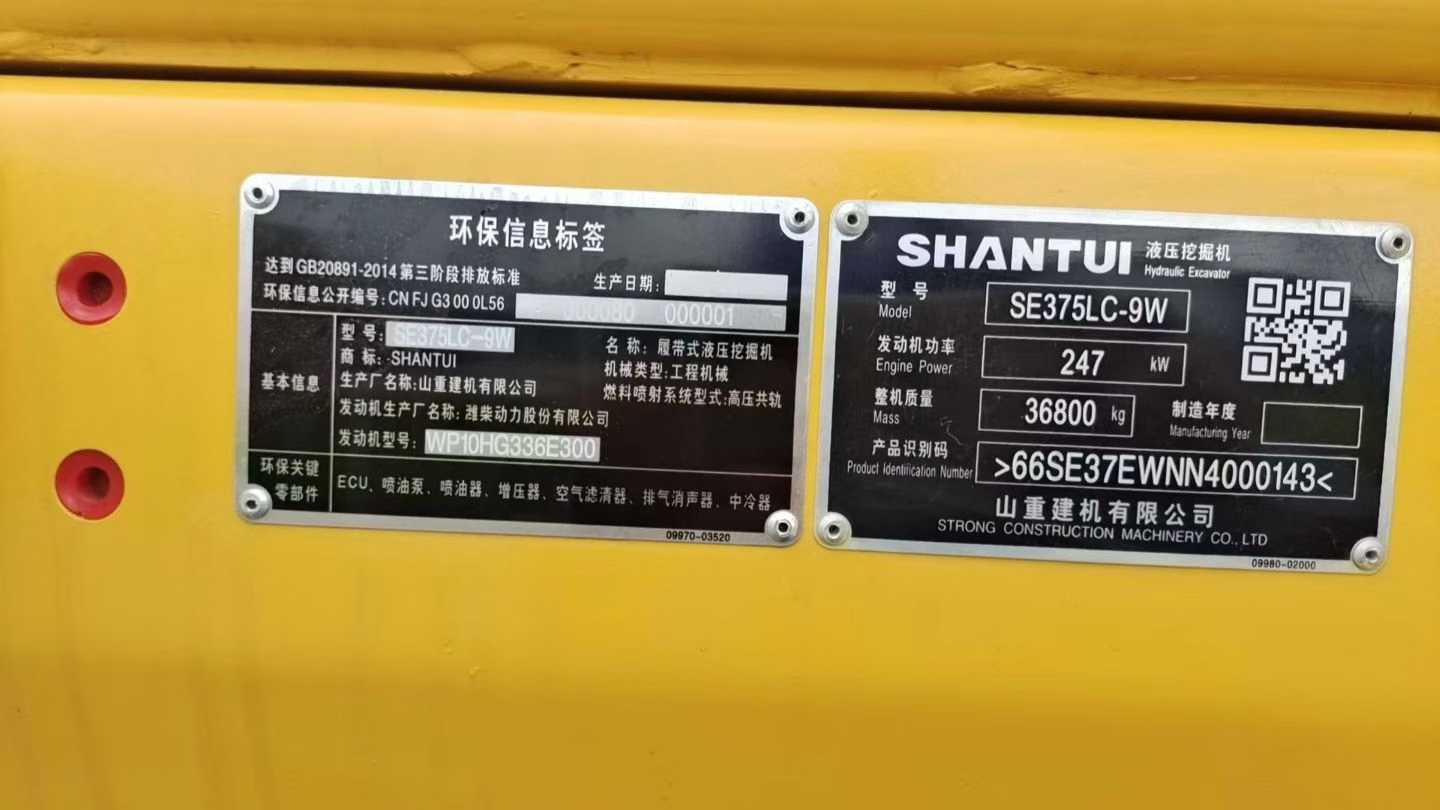 环保信息标签
达到GB20891-2014第三阶段排放标准 生产日期:
环保信息公开编号:CN FJ G3 00 0L56 000080 000001
基本信息
型 号: SE375LC-9W
商 标: SHANTUI
生产厂名称:山重建机有限公司
名 称: 履带式液压挖掘机
机械类型:工程机械
燃料喷射系统型式:高压共轨
发动机生产厂名称: 潍柴动力股份有限公司
发动机型号: WP10HG336E300
环保关键
零部件
ECU、喷油泵、喷油器、增压器、空气滤清器、排气消声器、中冷器
09970-03520
SHANTUI 液压挖掘机
Hydraulic Excavator
型 号
Model
SE375LC-9W
发动机功率
Engine Power
247 kW
整机质量
Mass
36800 kg
制造年度
Manufacturing Year
产品识别码
Product Identification Number
>66SE37EWNN4000143<
山重建机有限公司
STRONG CONSTRUCTION MACHINERY CO., LTD
09980-02000